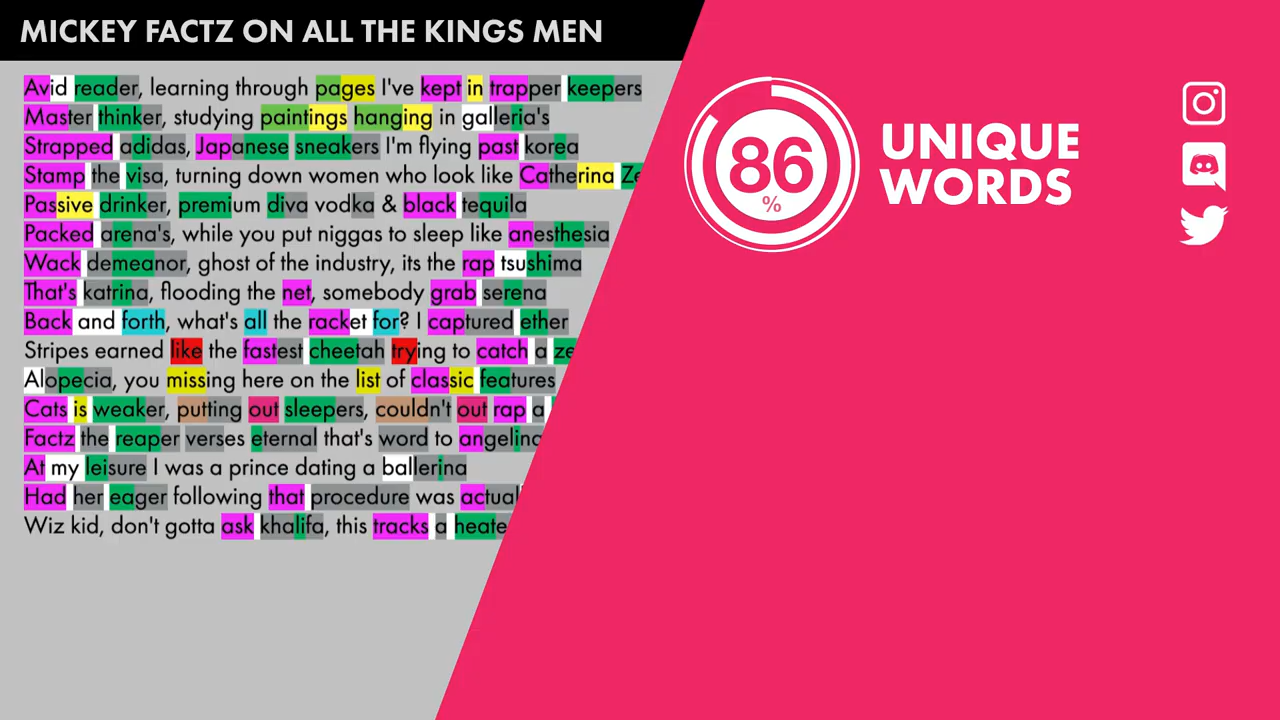 MICKEY FACTZ ON ALL THE KINGS MEN
Avid reader, learning through pages I've kept in trapper keepers
Master thinker, studying paintings hanging in galleria's
Strapped adidas, Japanese sneakers I'm flying past korea
Stamp the visa, turning down women who look like Catherina Ze
Passive drinker, premium diva vodka & black tequila
Packed arena's, while you put niggas to sleep like anesthesia
Wack demeanor, ghost of the industry, its the rap tsushima
That's katrina, flooding the net, somebody grab serena
Back and forth, what's all the racket for? I captured ether
Stripes earned like the fastest cheetah trying to catch a ze
Alopecia, you missing here on the list of classic features
Cats is weaker, putting out sleepers, couldn't out rap a
Factz the reaper verses eternal that's word to angelina
At my leisure I was a prince dating a ballerina
Had her eager following that procedure was actual
Wiz kid, don't gotta ask khalifa, this tracks a heate
86
%
UNIQUE
WORDS